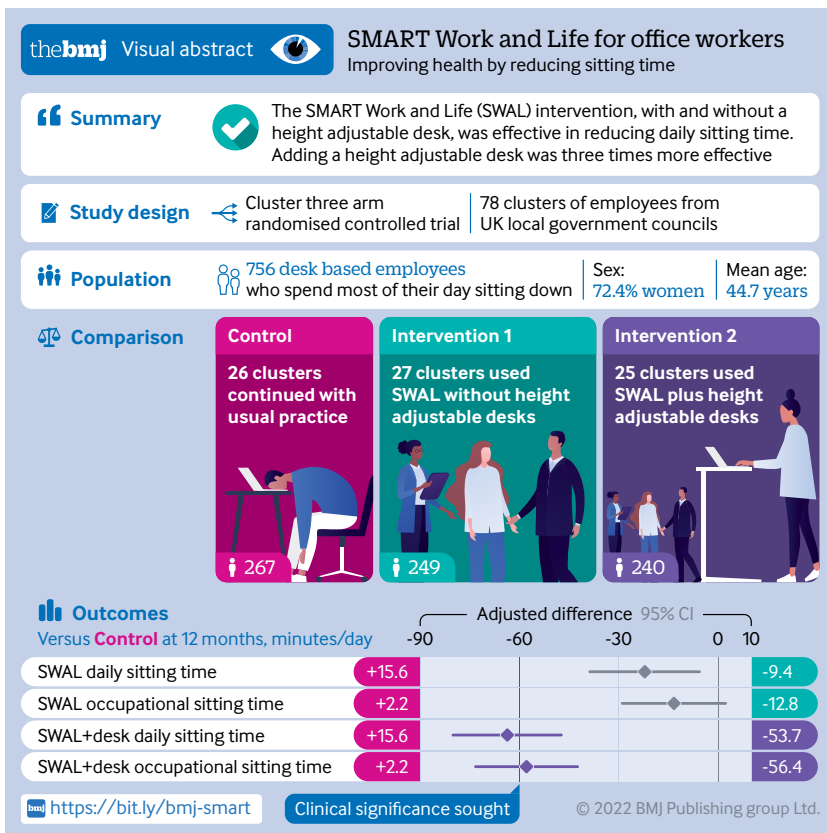 thebmj Visual abstract
SMART Work and Life for office workers
Improving health by reducing sitting time
Summary
The SMART Work and Life (SWAL) intervention, with and without a
height adjustable desk, was effective in reducing daily sitting time.
Adding a height adjustable desk was three times more effective
Study design
Cluster three arm
randomised controlled trial
78 clusters of employees from
UK local government councils
Population
756 desk based employees
who spend most of their day sitting down
Sex:
72.4% women
Mean age:
44.7 years
Comparison
Control
26 clusters
continued with
usual practice
267
Intervention 1
27 clusters used
SWAL without height
adjustable desks
249
Intervention 2
25 clusters used
SWAL plus height
adjustable desks
240
Outcomes
Versus Control at 12 months, minutes/day
Adjusted difference 95% CI
-90 -60 -30 0 10
SWAL daily sitting time +15.6 -9.4
SWAL occupational sitting time +2.2 -12.8
SWAL+desk daily sitting time +15.6 -53.7
SWAL+desk occupational sitting time +2.2 -56.4
bmj https://bit.ly/bmj-smart
Clinical significance sought
© 2022 BMJ Publishing group Ltd.